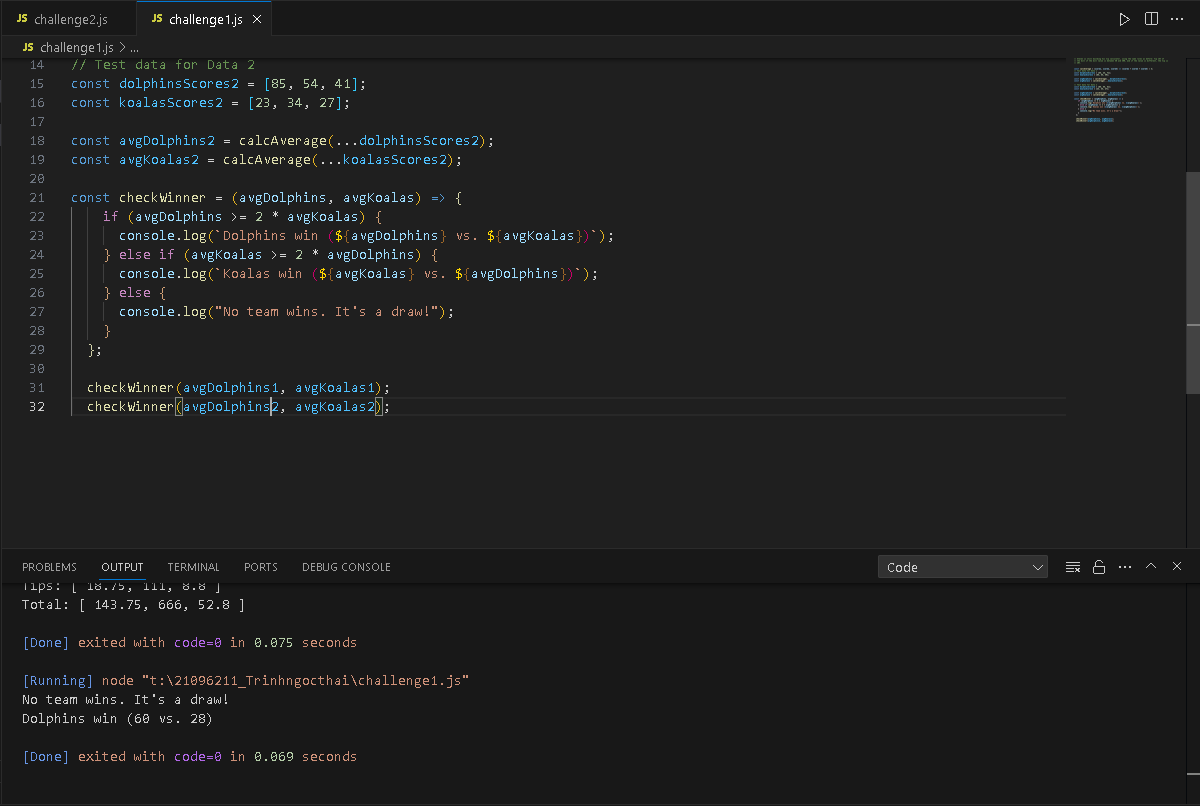 JS challenge2.js
JS challenge1.js
JS challenge1.js > ...
14 // Test data for Data 2
15 const dolphinsScores2 = [85, 54, 41];
16 const koalasScores2 = [23, 34, 27];
17
18 const avgDolphins2 = calcAverage(...dolphinsScores2);
19 const avgKoalas2 = calcAverage(...koalasScores2);
20
21 const checkWinner = (avgDolphins, avgKoalas) => {
22 if (avgDolphins >= 2 * avgKoalas) {
23 console.log(`Dolphins win (${avgDolphins} vs. ${avgKoalas})`);
24 } else if (avgKoalas >= 2 * avgDolphins) {
25 console.log(`Koalas win (${avgKoalas} vs. ${avgDolphins})`);
26 } else {
27 console.log("No team wins. It's a draw!");
28 }
29 };
30
31 checkWinner(avgDolphins1, avgKoalas1);
32 checkWinner(avgDolphins2, avgKoalas2);
PROBLEMS OUTPUT TERMINAL PORTS DEBUG CONSOLE Code
Tips: [ 18.75, 111, 8.8 ]
Total: [ 143.75, 666, 52.8 ]
[Done] exited with code=0 in 0.075 seconds
[Running] node "t:\21096211_Trinhngocthai\challenge1.js"
No team wins. It's a draw!
Dolphins win (60 vs. 28)
[Done] exited with code=0 in 0.069 seconds